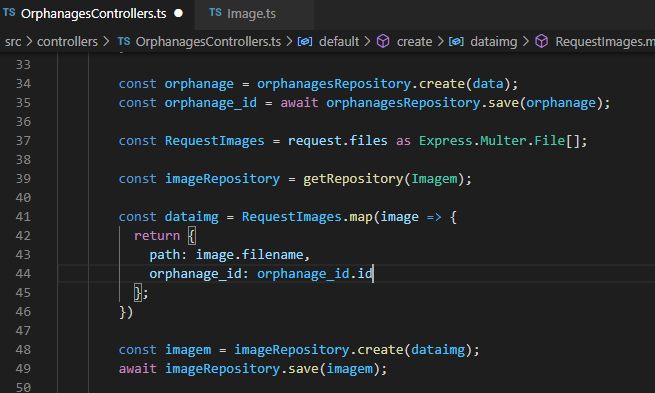 TS OrphanagesControllers.ts ● TS Image.ts
src > controllers > TS OrphanagesControllers.ts > default > create > dataimg > RequestImages.m
33
34 const orphanage = orphanagesRepository.create(data);
35 const orphanage_id = await orphanagesRepository.save(orphanage);
36
37 const RequestImages = request.files as Express.Multer.File[];
38
39 const imageRepository = getRepository(Imagem);
40
41 const dataimg = RequestImages.map(image => {
42 return {
43 path: image.filename,
44 orphanage_id: orphanage_id.id
45 };
46 })
47
48 const imagem = imageRepository.create(dataimg);
49 await imageRepository.save(imagem);
50